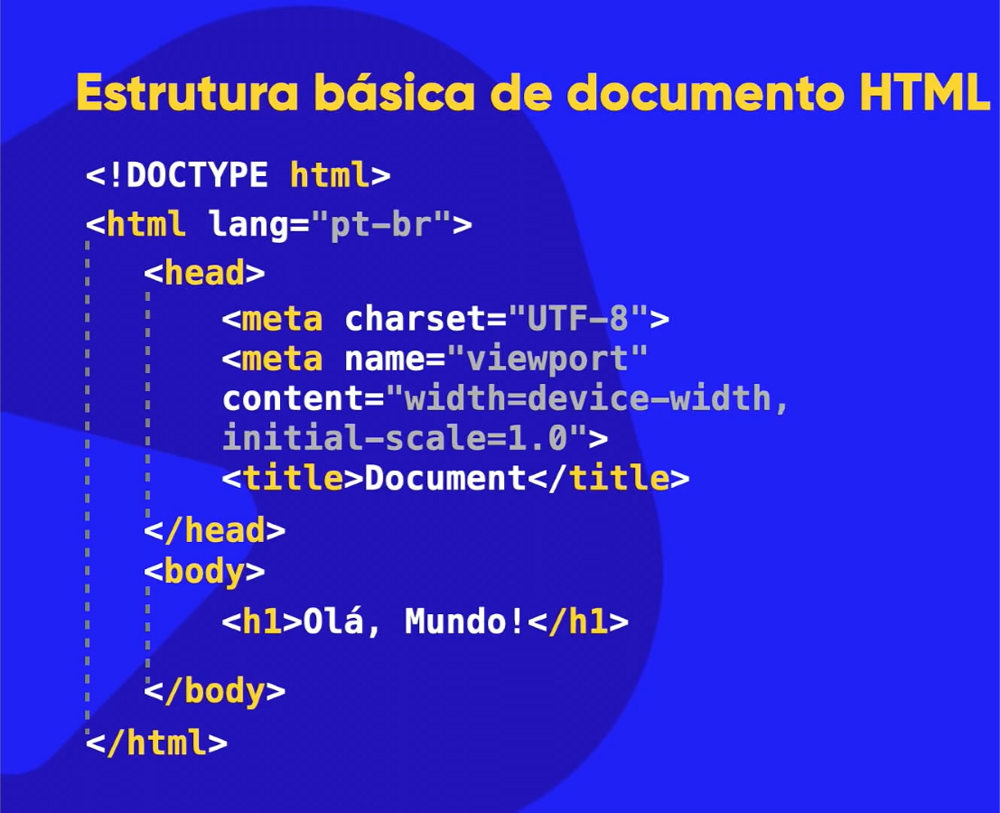 Estrutura básica de documento HTML
<!DOCTYPE html>
<html lang="pt-br">
<head>
<meta charset="UTF-8">
<meta name="viewport"
content="width=device-width,
initial-scale=1.0">
<title>Document</title>
</head>
<body>
<h1>Olá, Mundo!</h1>
</body>
</html>